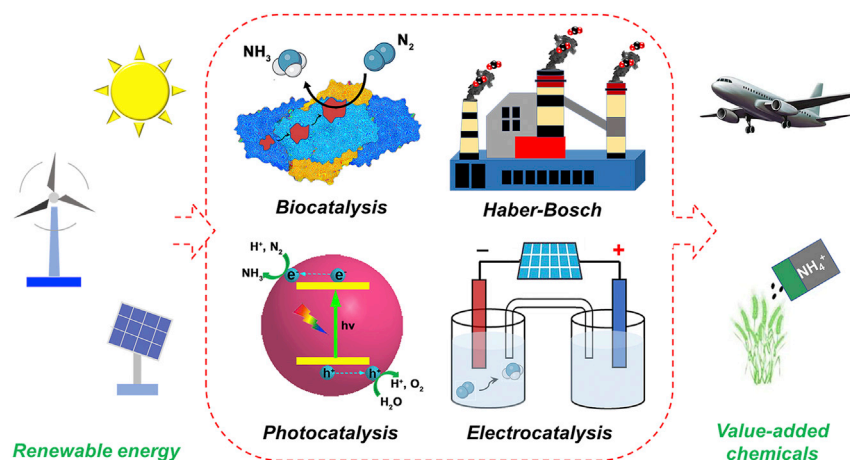 NH₃
N₂
Biocatalysis
Haber-Bosch
H⁺, N₂
NH₃
e⁻
e⁻
hv
h⁺
h⁺
H⁺, O₂
H₂O
Photocatalysis
−
+
Electrocatalysis
NH₄⁺
Renewable energy
Value-added
chemicals